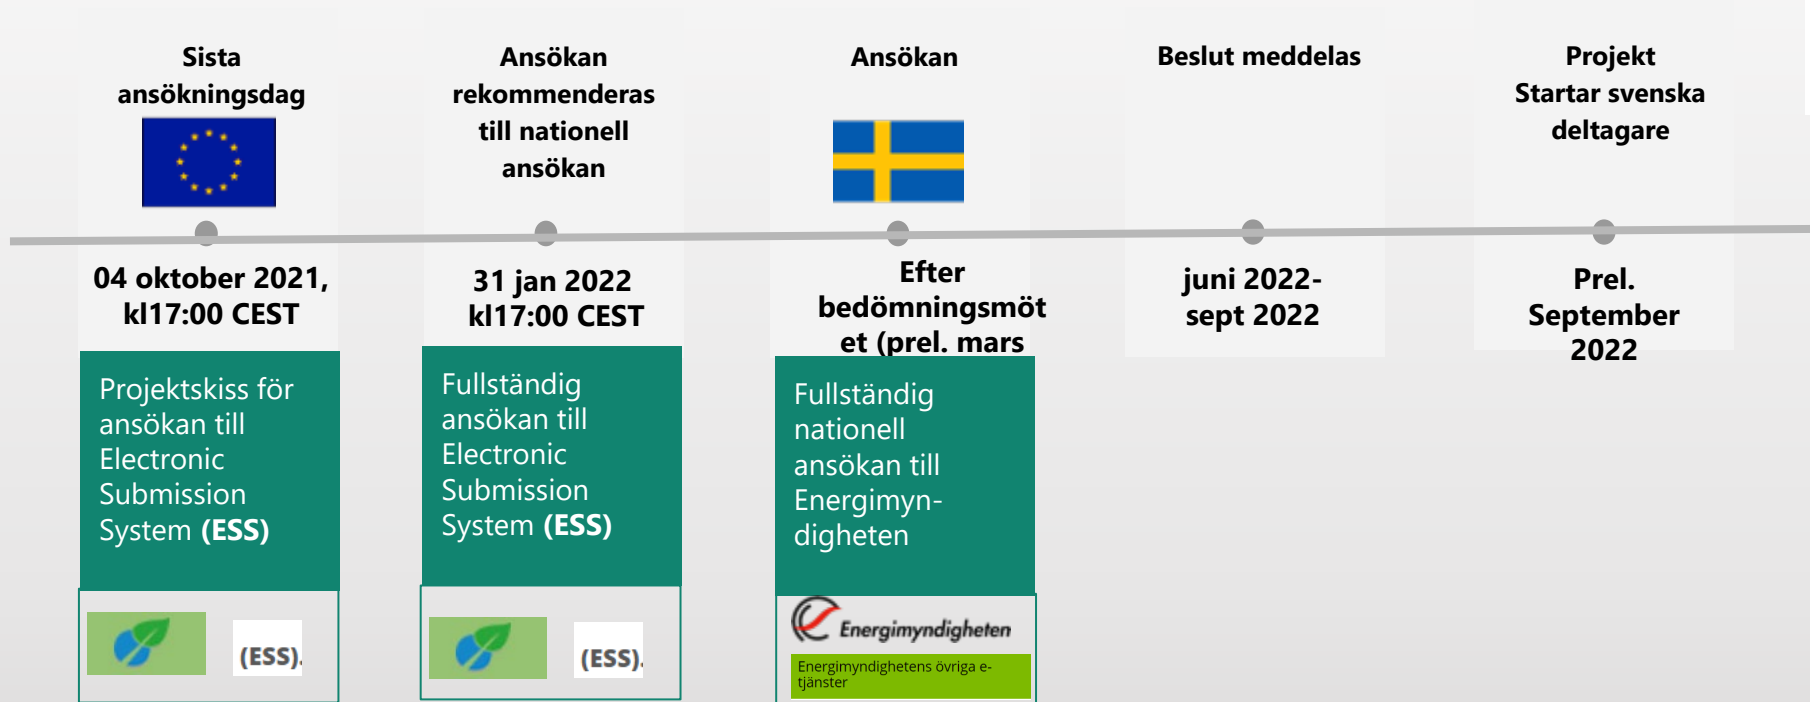 Sista
ansökningsdag
04 oktober 2021,
kl17:00 CEST
Projektskiss för
ansökan till
Electronic
Submission
System (ESS)
(ESS).
Ansökan
rekommenderas
till nationell
ansökan
31 jan 2022
kl17:00 CEST
Fullständig
ansökan till
Electronic
Submission
System (ESS)
(ESS).
Ansökan
Efter
bedömningsmöt
et (prel. mars
Fullständig
nationell
ansökan till
Energimyn-
digheten
Energimyndigheten
Energimyndighetens övriga e-
tjänster
Beslut meddelas
juni 2022-
sept 2022
Projekt
Startar svenska
deltagare
Prel.
September
2022